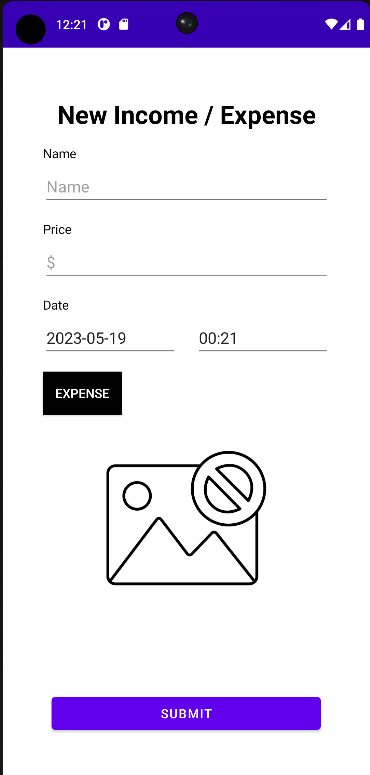 12:21
New Income / Expense
Name
Name
Price
$
Date
2023-05-19 00:21
EXPENSE
SUBMIT